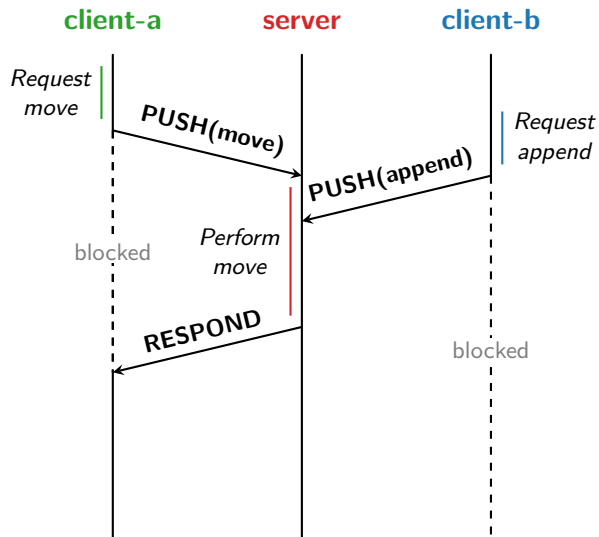 client-a
server
client-b
Request
move
PUSH(move)
Request
append
PUSH(append)
blocked
Perform
move
RESPOND
blocked